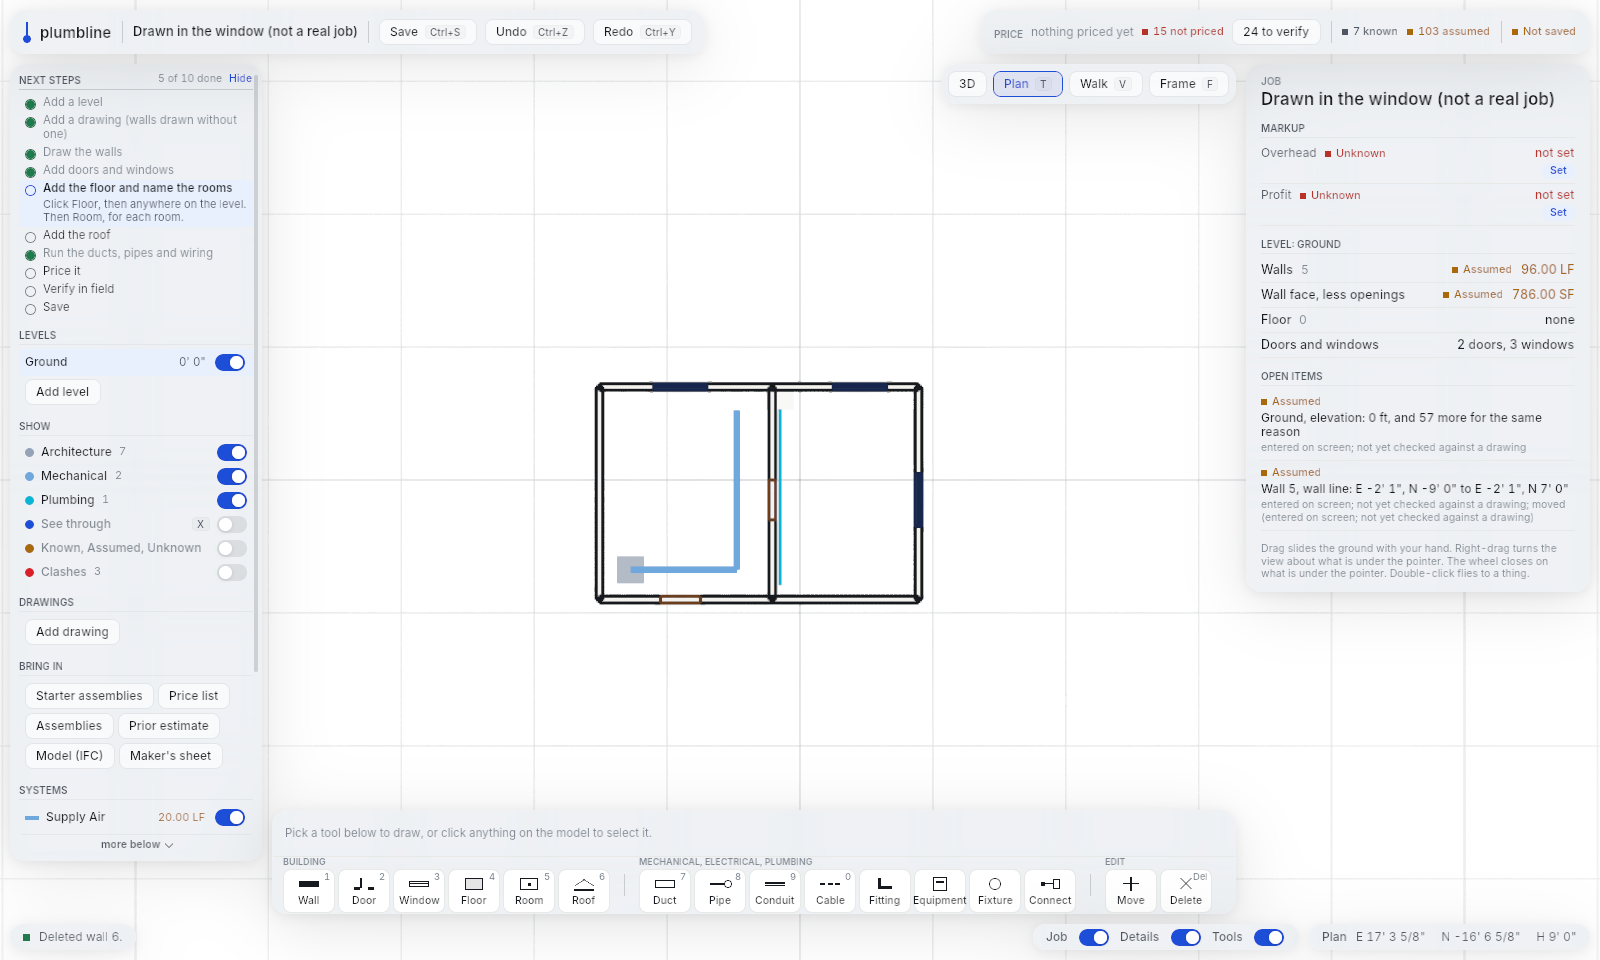 plumbline
Drawn in the window (not a real job)
Save Ctrl+S
Undo Ctrl+Z
Redo Ctrl+Y
PRICE nothing priced yet 15 not priced
24 to verify
7 known 103 assumed
Not saved
NEXT STEPS 5 of 10 done Hide
Add a level
Add a drawing (walls drawn without
one)
Draw the walls
Add doors and windows
Add the floor and name the rooms
Click Floor, then anywhere on the level.
Then Room, for each room.
Add the roof
Run the ducts, pipes and wiring
Price it
Verify in field
Save
LEVELS
Ground 0' 0"
Add level
SHOW
Architecture 7
Mechanical 2
Plumbing 1
See through X
Known, Assumed, Unknown
Clashes 3
DRAWINGS
Add drawing
BRING IN
Starter assemblies Price list
Assemblies Prior estimate
Model (IFC) Maker's sheet
SYSTEMS
Supply Air 20.00 LF
more below
3D
Plan T
Walk V
Frame F
JOB
Drawn in the window (not a real job)
MARKUP
Overhead Unknown not set
Set
Profit Unknown not set
Set
LEVEL: GROUND
Walls 5 Assumed 96.00 LF
Wall face, less openings Assumed 786.00 SF
Floor 0 none
Doors and windows 2 doors, 3 windows
OPEN ITEMS
Assumed
Ground, elevation: 0 ft, and 57 more for the same
reason
entered on screen; not yet checked against a drawing
Assumed
Wall 5, wall line: E -2' 1", N -9' 0" to E -2' 1", N 7' 0"
entered on screen; not yet checked against a drawing; moved
(entered on screen; not yet checked against a drawing)
Drag slides the ground with your hand. Right-drag turns the
view about what is under the pointer. The wheel closes on
what is under the pointer. Double-click flies to a thing.
Pick a tool below to draw, or click anything on the model to select it.
BUILDING
Wall 1
Door 2
Window 3
Floor 4
Room 5
Roof 6
MECHANICAL, ELECTRICAL, PLUMBING
Duct 7
Pipe 8
Conduit 9
Cable 0
Fitting
Equipment
Fixture
Connect
EDIT
Move
Delete Del
Deleted wall 6.
Job
Details
Tools
Plan E 17' 3 5/8" N -16' 6 5/8" H 9' 0"